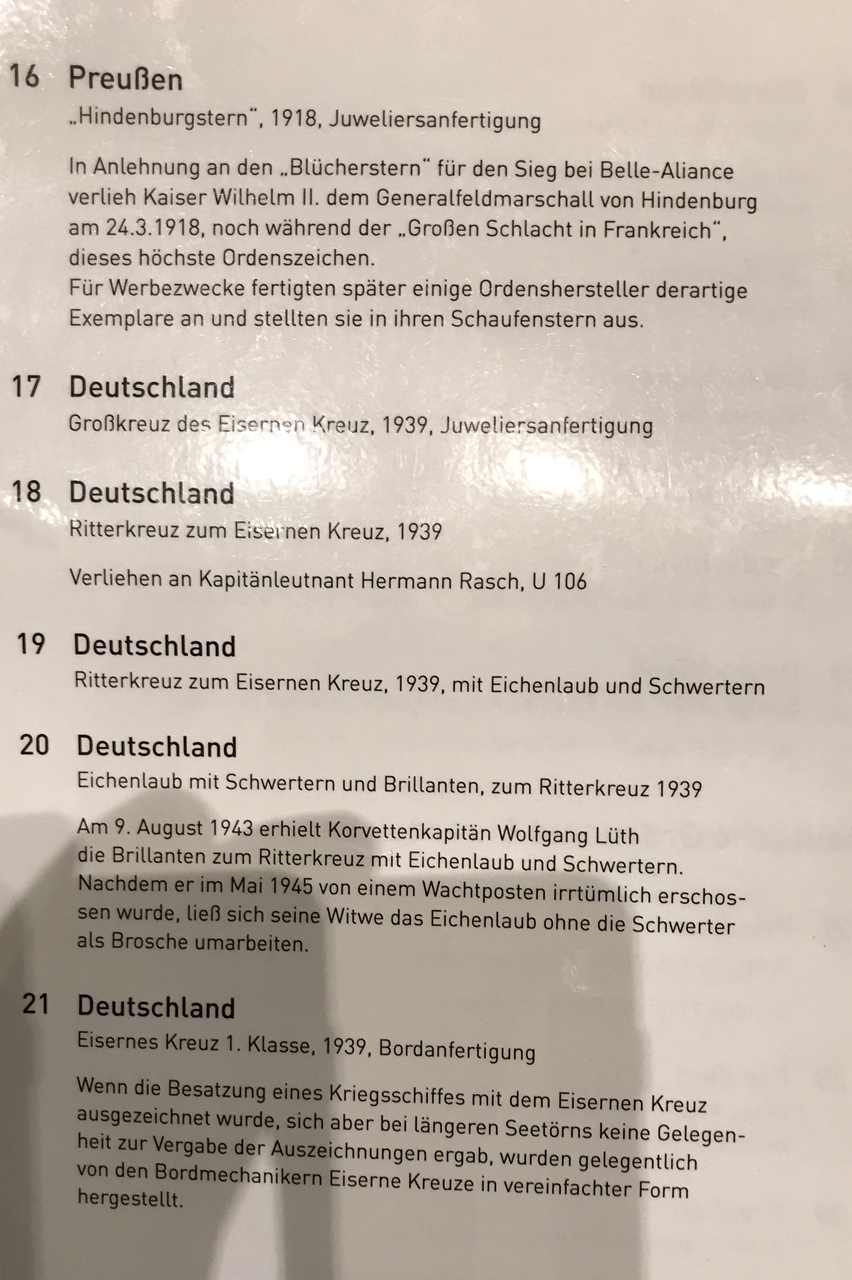 16 Preußen
„Hindenburgstern“, 1918, Juweliersanfertigung
In Anlehnung an den „Blücherstern“ für den Sieg bei Belle-Aliance
verlieh Kaiser Wilhelm II. dem Generalfeldmarschall von Hindenburg
am 24.3.1918, noch während der „Großen Schlacht in Frankreich“,
dieses höchste Ordenszeichen.
Für Werbezwecke fertigten später einige Ordenshersteller derartige
Exemplare an und stellten sie in ihren Schaufenstern aus.
17 Deutschland
Großkreuz des Eisernen Kreuz, 1939, Juweliersanfertigung
18 Deutschland
Ritterkreuz zum Eisernen Kreuz, 1939
Verliehen an Kapitänleutnant Hermann Rasch, U 106
19 Deutschland
Ritterkreuz zum Eisernen Kreuz, 1939, mit Eichenlaub und Schwertern
20 Deutschland
Eichenlaub mit Schwertern und Brillanten, zum Ritterkreuz 1939
Am 9. August 1943 erhielt Korvettenkapitän Wolfgang Lüth
die Brillanten zum Ritterkreuz mit Eichenlaub und Schwertern.
Nachdem er im Mai 1945 von einem Wachtposten irrtümlich erschos-
sen wurde, ließ sich seine Witwe das Eichenlaub ohne die Schwerter
als Brosche umarbeiten.
21 Deutschland
Eisernes Kreuz 1. Klasse, 1939, Bordanfertigung
Wenn die Besatzung eines Kriegsschiffes mit dem Eisernen Kreuz
ausgezeichnet wurde, sich aber bei längeren Seetörns keine Gelegen-
heit zur Vergabe der Auszeichnungen ergab, wurden gelegentlich
von den Bordmechanikern Eiserne Kreuze in vereinfachter Form
hergestellt.